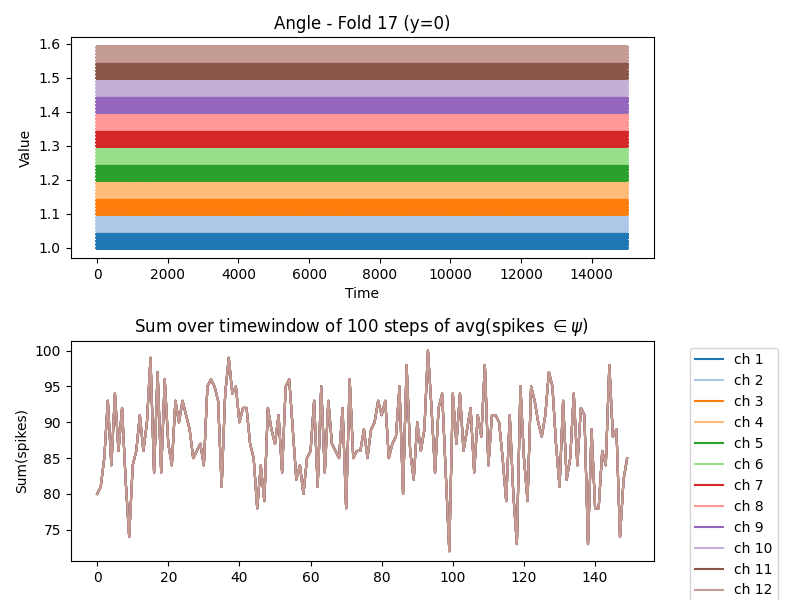 Angle - Fold 17 (y=0)
1.6
1.5
1.4
1.3
1.2
1.1
1.0
Value
0 2000 4000 6000 8000 10000 12000 14000
Time
Sum over timewindow of 100 steps of avg(spikes ∈ ψ)
100
95
90
85
80
75
Sum(spikes)
0 20 40 60 80 100 120 140
ch 1
ch 2
ch 3
ch 4
ch 5
ch 6
ch 7
ch 8
ch 9
ch 10
ch 11
ch 12